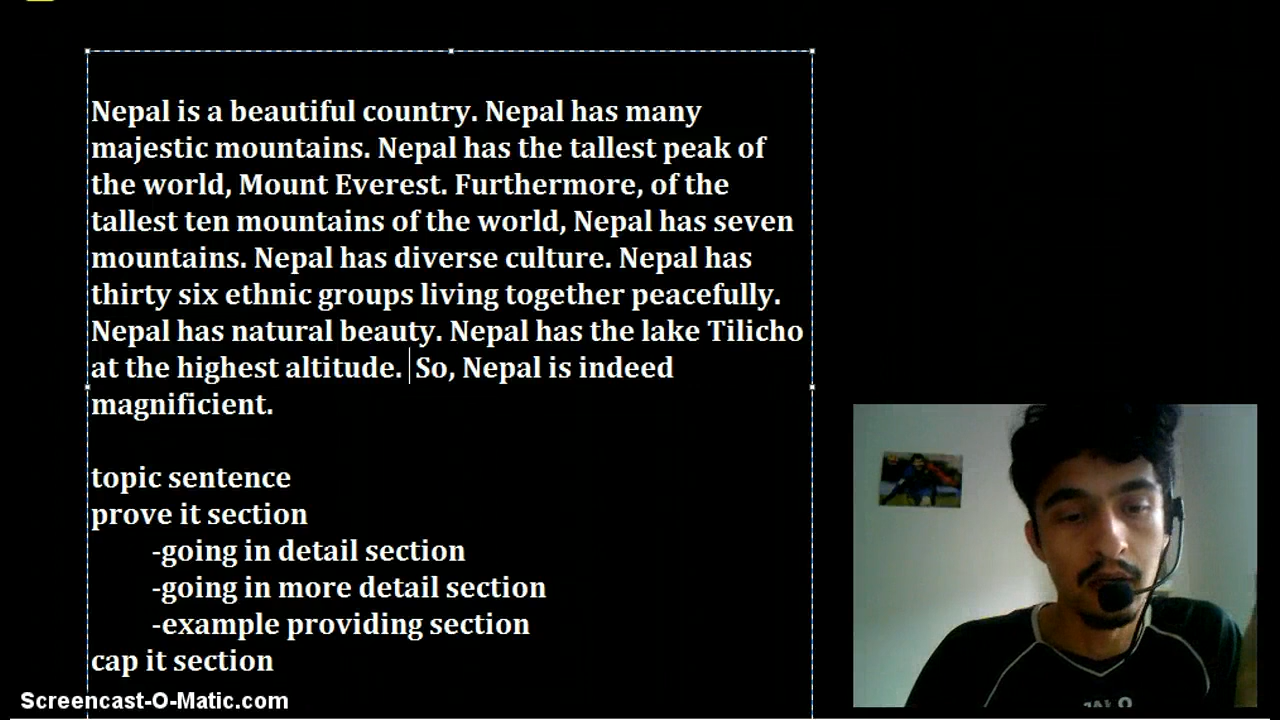 Nepal is a beautiful country. Nepal has many
majestic mountains. Nepal has the tallest peak of
the world, Mount Everest. Furthermore, of the
tallest ten mountains of the world, Nepal has seven
mountains. Nepal has diverse culture. Nepal has
thirty six ethnic groups living together peacefully.
Nepal has natural beauty. Nepal has the lake Tilicho
at the highest altitude. So, Nepal is indeed
magnificient.
topic sentence
prove it section
-going in detail section
-going in more detail section
-example providing section
cap it section
Screencast-O-Matic.com